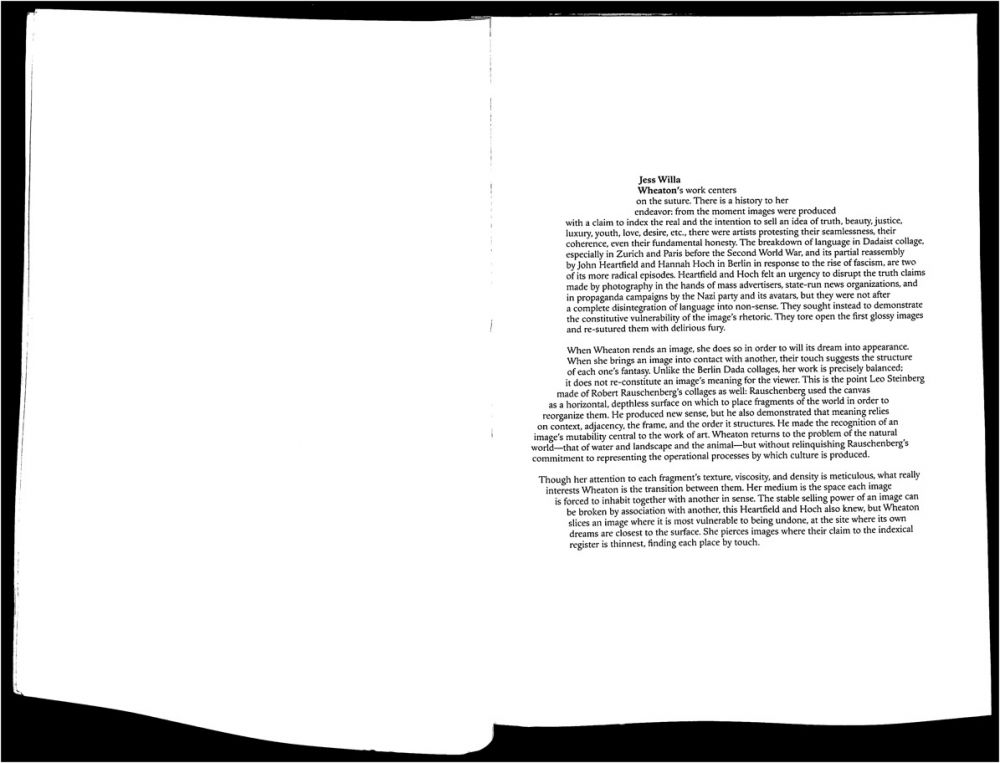 Jess Willa
Wheaton's work centers
on the suture. There is a history to her
endeavor: from the moment images were produced
with a claim to index the real and the intention to sell an idea of truth, beauty, justice,
luxury, youth, love, desire, etc., there were artists protesting their seamlessness, their
coherence, even their fundamental honesty. The breakdown of language in Dadaist collage,
especially in Zurich and Paris before the Second World War, and its partial reassembly
by John Heartfield and Hannah Hoch in Berlin in response to the rise of fascism, are two
of its more radical episodes. Heartfield and Hoch felt an urgency to disrupt the truth claims
made by photography in the hands of mass advertisers, state-run news organizations, and
in propaganda campaigns by the Nazi party and its avatars, but they were not after
a complete disintegration of language into non-sense. They sought instead to demonstrate
the constitutive vulnerability of the image's rhetoric. They tore open the first glossy images
and re-sutured them with delirious fury.
When Wheaton rends an image, she does so in order to will its dream into appearance.
When she brings an image into contact with another, their touch suggests the structure
of each one's fantasy. Unlike the Berlin Dada collages, her work is precisely balanced;
it does not re-constitute an image's meaning for the viewer. This is the point Leo Steinberg
made of Robert Rauschenberg's collages as well: Rauschenberg used the canvas
as a horizontal, depthless surface on which to place fragments of the world in order to
reorganize them. He produced new sense, but he also demonstrated that meaning relies
on context, adjacency, the frame, and the order it structures. He made the recognition of an
image's mutability central to the work of art. Wheaton returns to the problem of the natural
world—that of water and landscape and the animal—but without relinquishing Rauschenberg's
commitment to representing the operational processes by which culture is produced.
Though her attention to each fragment's texture, viscosity, and density is meticulous, what really
interests Wheaton is the transition between them. Her medium is the space each image
is forced to inhabit together with another in sense. The stable selling power of an image can
be broken by association with another, this Heartfield and Hoch also knew, but Wheaton
slices an image where it is most vulnerable to being undone, at the site where its own
dreams are closest to the surface. She pierces images where their claim to the indexical
register is thinnest, finding each place by touch.